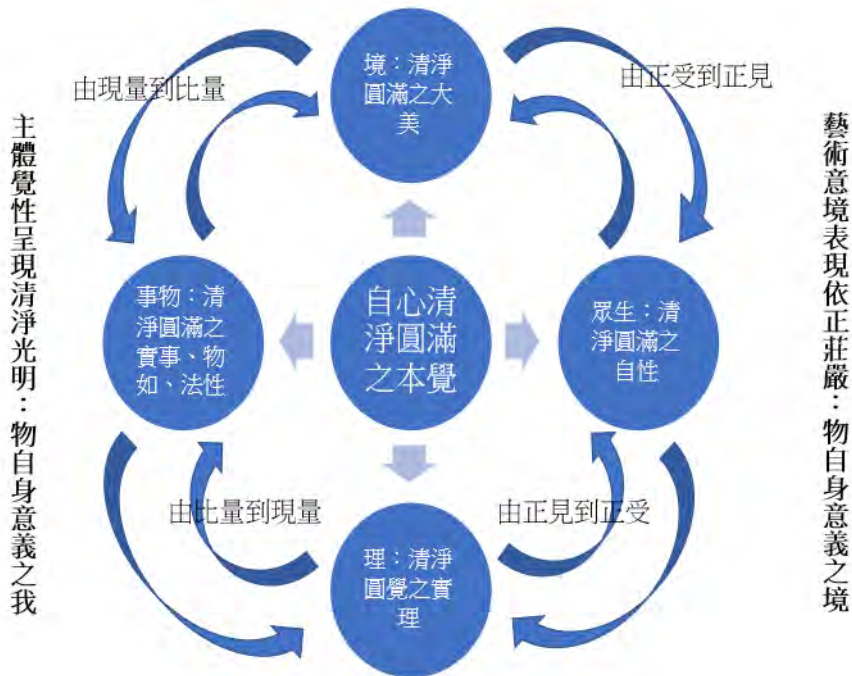 境：清淨
圓滿之大
美
由現量到比量
由正受到正見
主體覺性呈現清淨光明：物自身意義之我
事物：清
淨圓滿之
實事、物
如、法性
自心清
淨圓滿
之本覺
眾生：清
淨圓滿之
自性
藝術意境表現依正莊嚴：物自身意義之境
由比量到現量
由正見到正受
理：清淨
圓覺之實
理